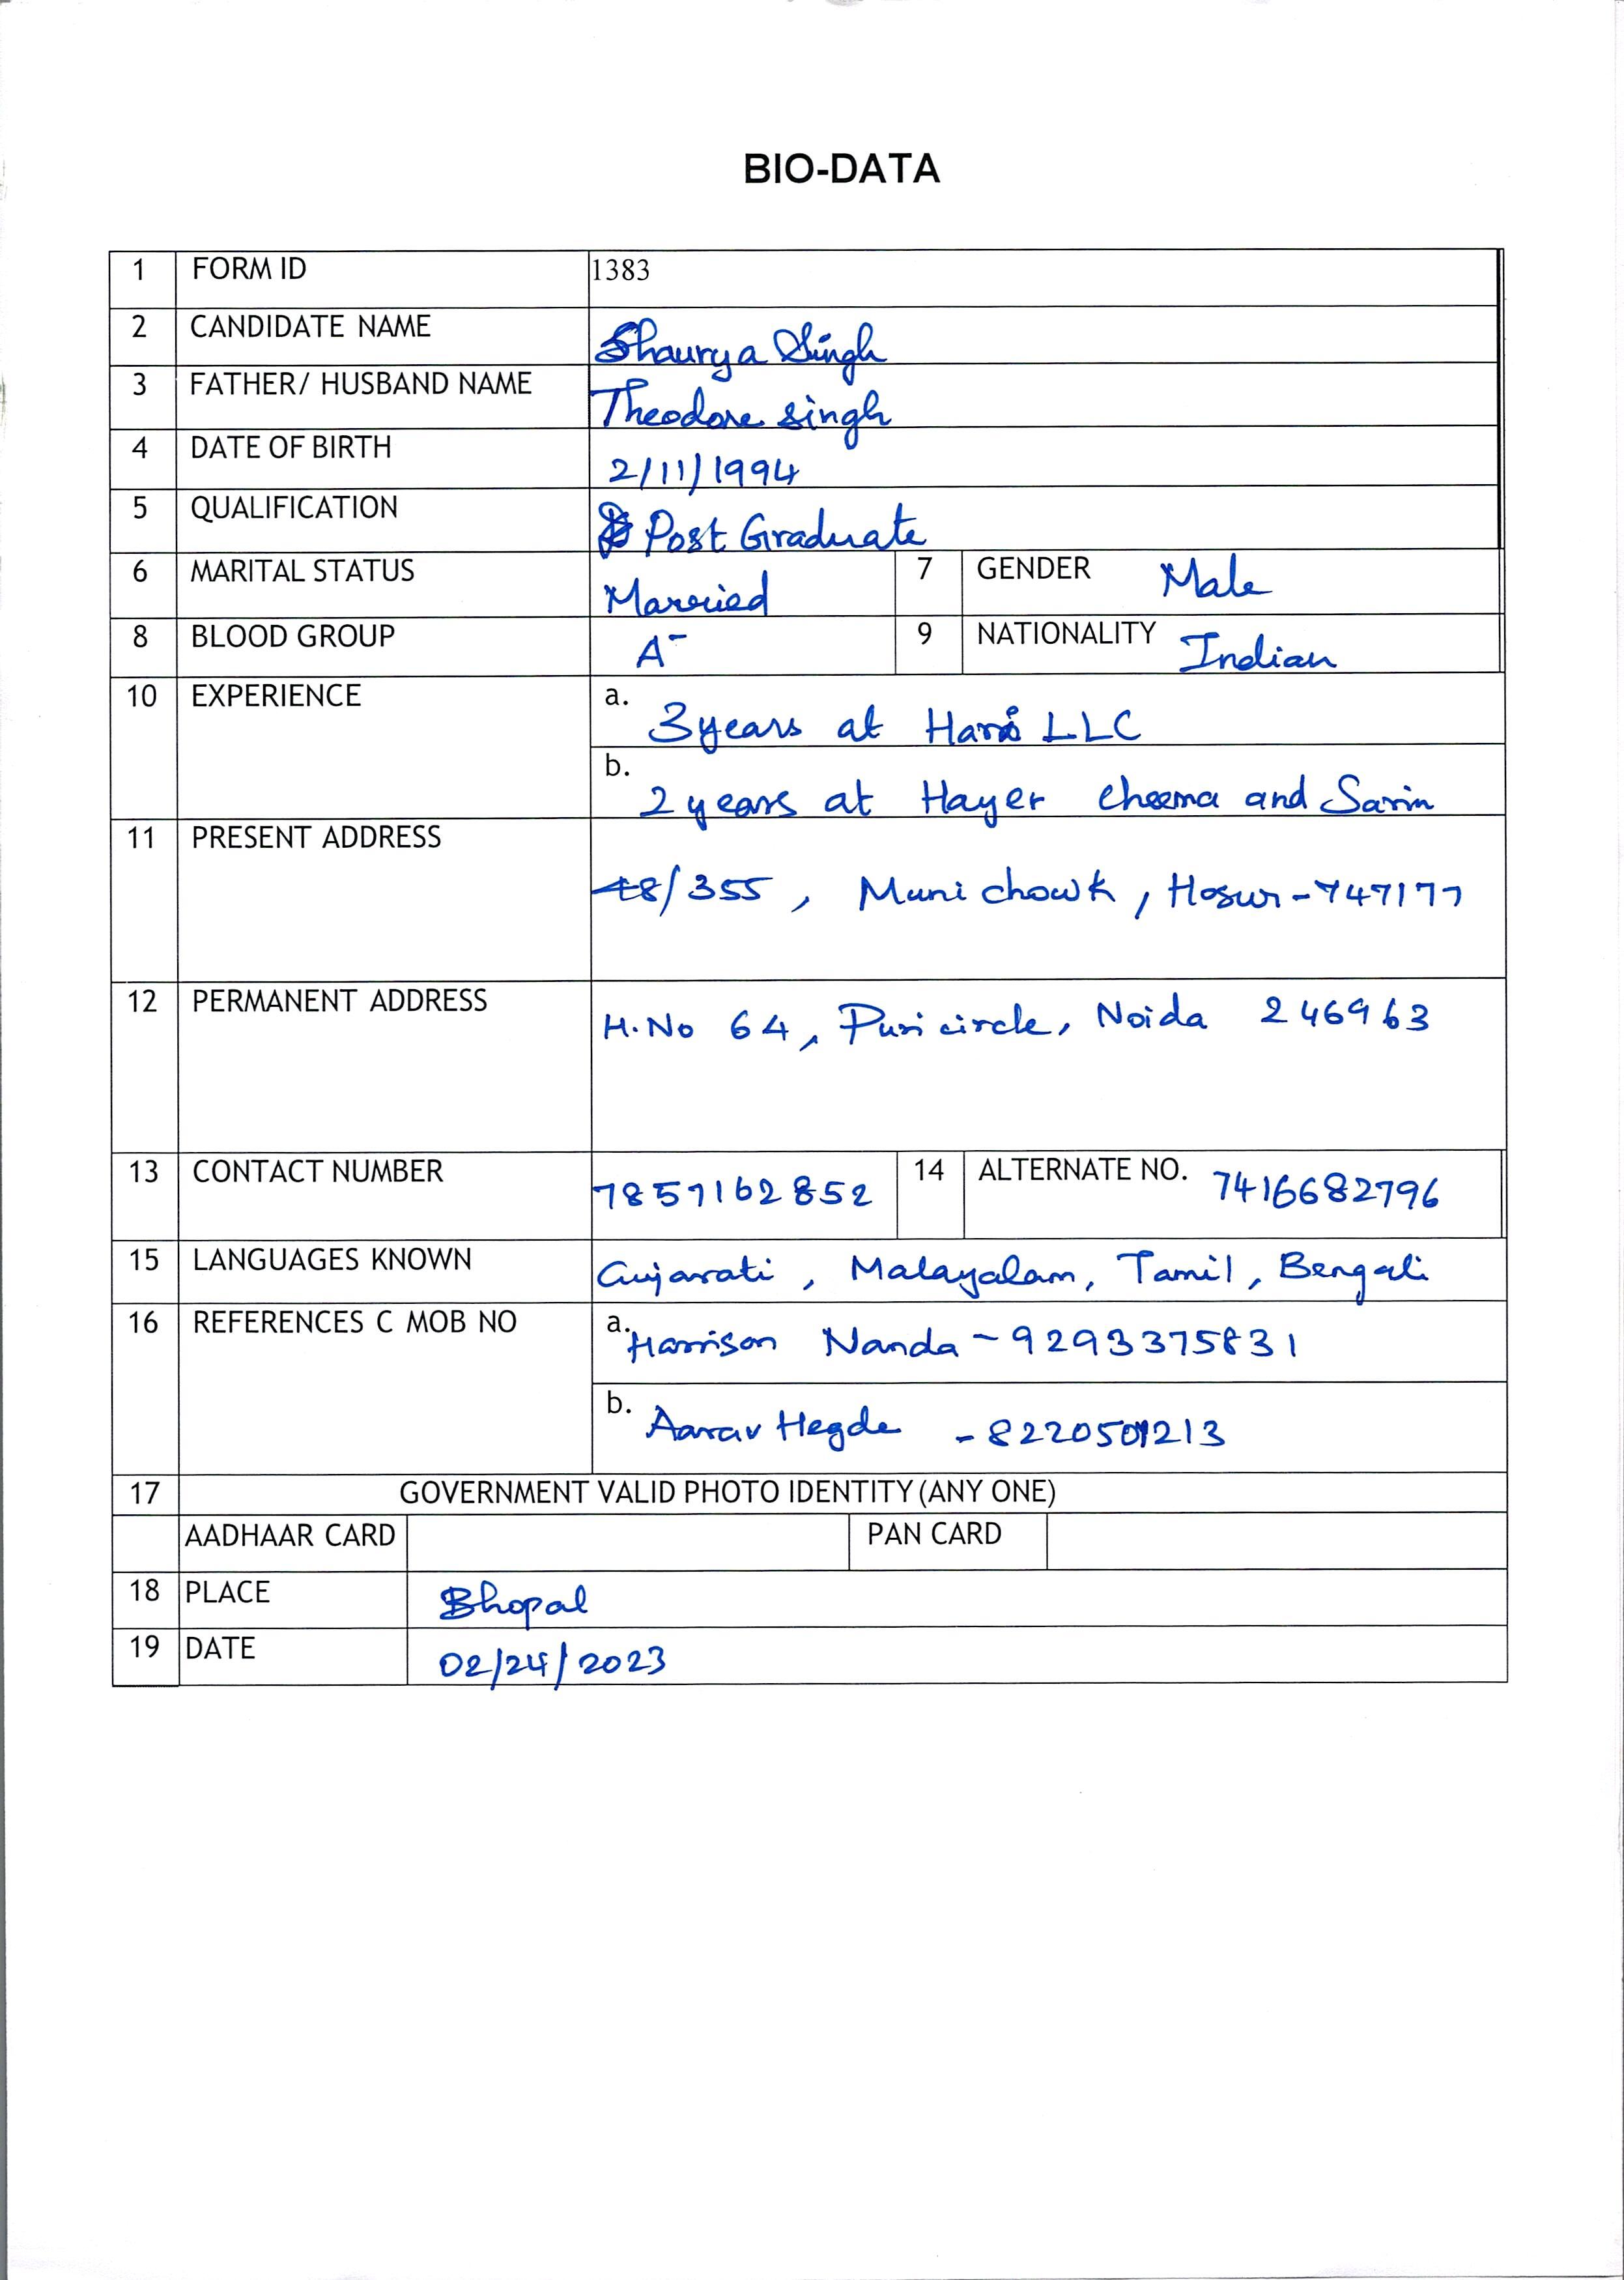 BIO-DATA
1 FORM ID 1383
2 CANDIDATE NAME Shaurya Singh
3 FATHER/ HUSBAND NAME Theodore Singh
4 DATE OF BIRTH 2/11/1994
5 QUALIFICATION Post Graduate
6 MARITAL STATUS Married 7 GENDER Male
8 BLOOD GROUP A- 9 NATIONALITY Indian
10 EXPERIENCE a. 3 years at Hans LLC
b. 2 years at Hayer Cheema and Sarin
11 PRESENT ADDRESS
48/355, Muni chowk, Hosur-747177
12 PERMANENT ADDRESS H.No 64, Puri circle, Noida 246963
13 CONTACT NUMBER 7857162852 14 ALTERNATE NO. 7416682796
15 LANGUAGES KNOWN Gujarati, Malayalam, Tamil, Bengali
16 REFERENCES C MOB NO a. Harrison Nanda - 9293375831
b. Aarav Hegde - 8220501213
17 GOVERNMENT VALID PHOTO IDENTITY (ANY ONE)
AADHAAR CARD PAN CARD
18 PLACE Bhopal
19 DATE 02/24/2023